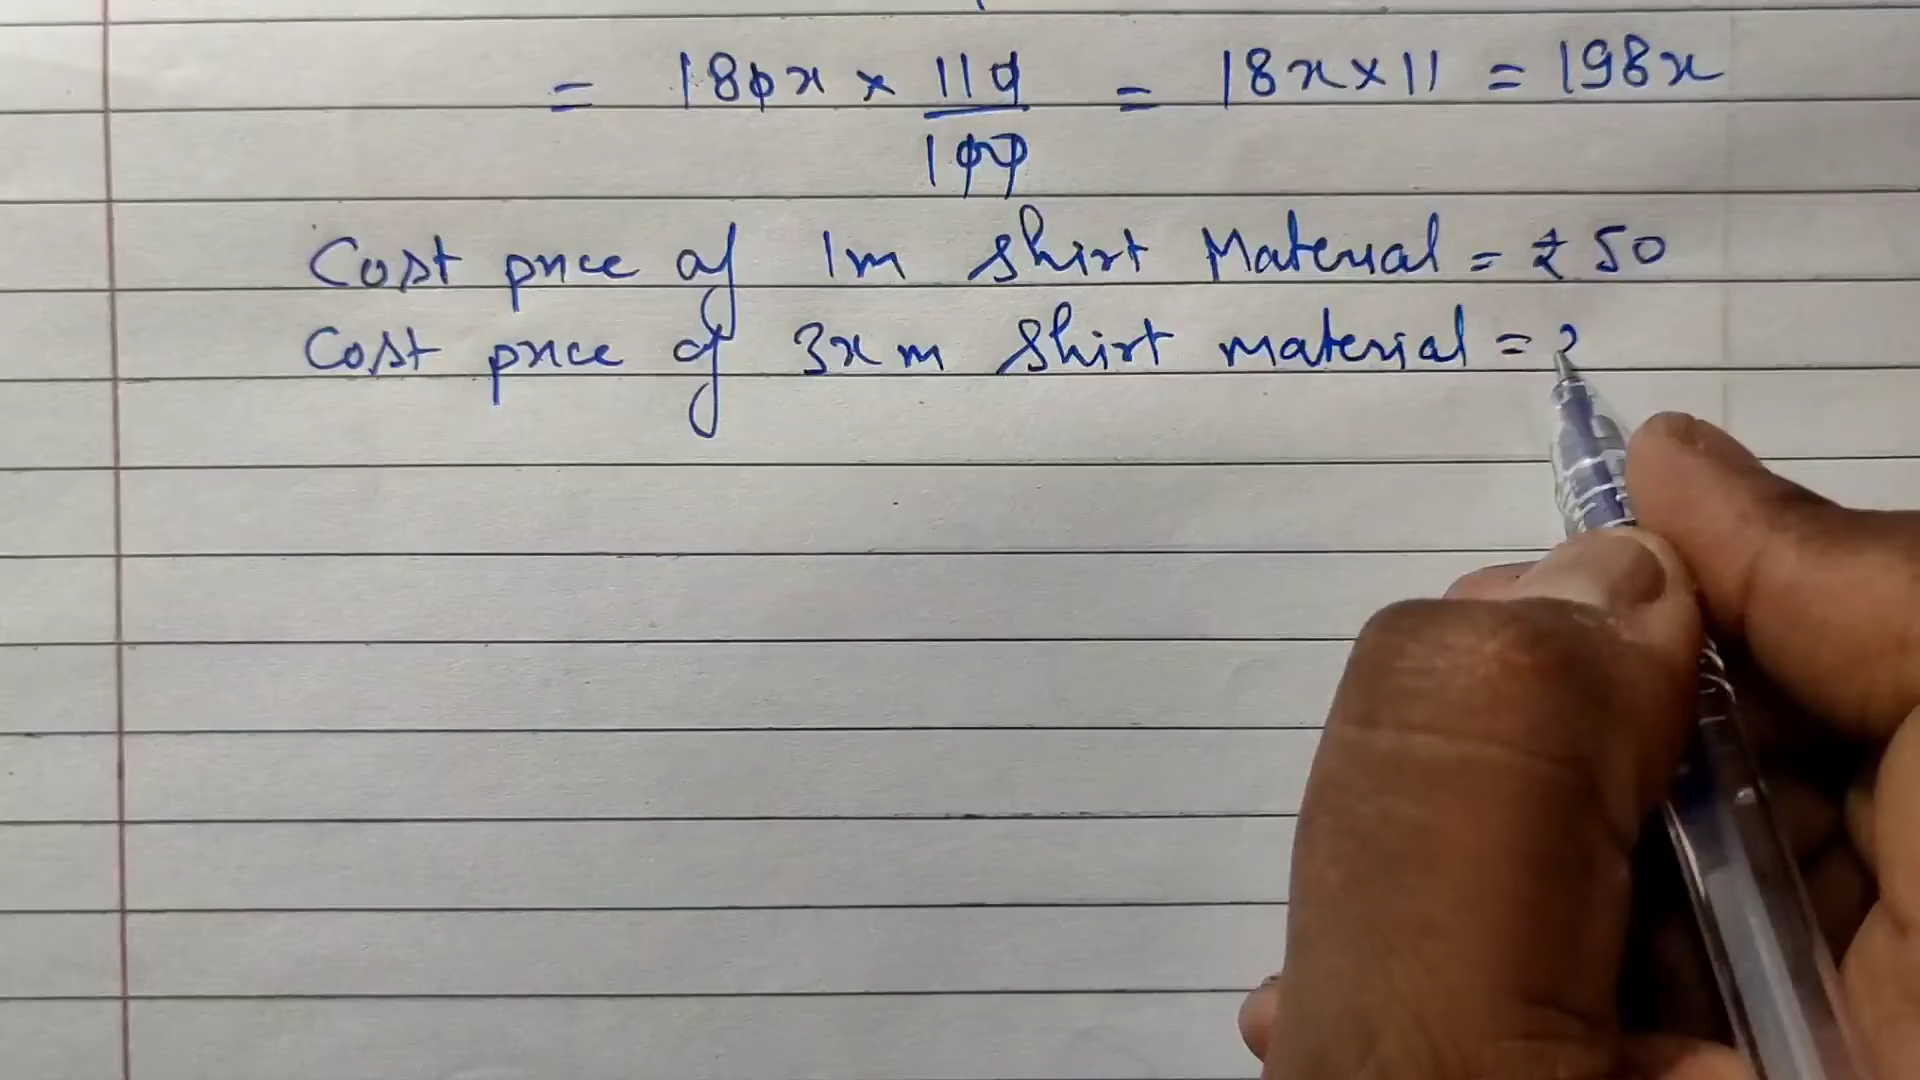 = 180x × 110/100 = 18x×11 = 198x
Cost price of 1m shirt Material = ₹ 50
Cost price of 3x m Shirt material = ?